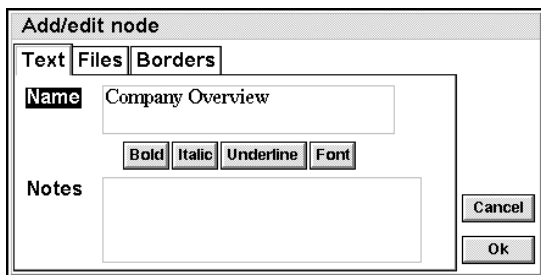 Add/edit node
Text Files Borders
Name Company Overview
Bold Italic Underline Font
Notes
Cancel
Ok